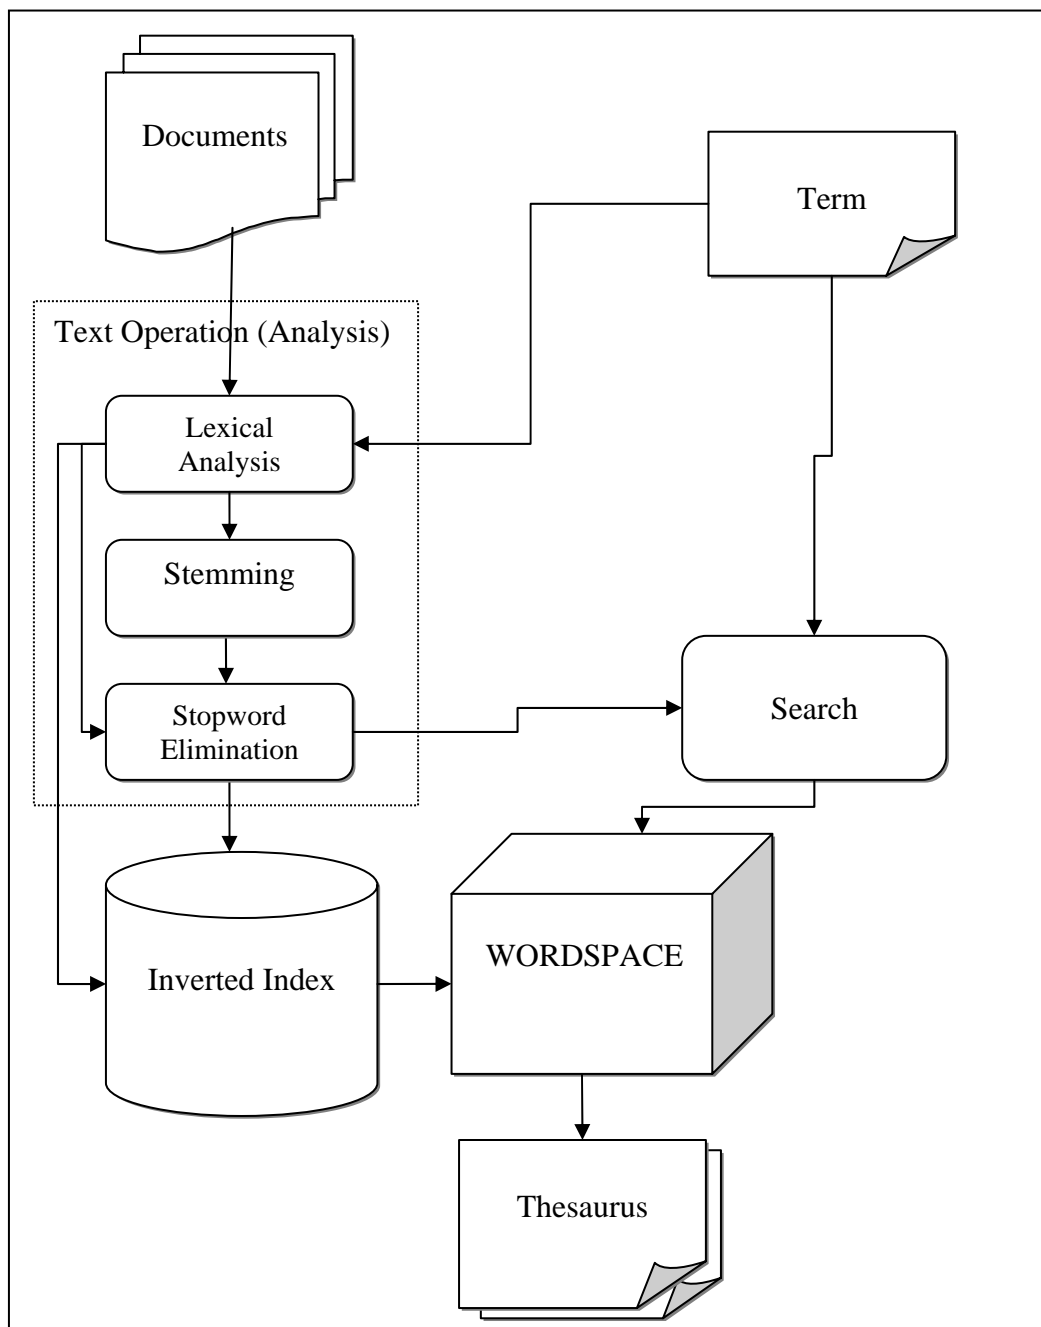 Documents
Term
Text Operation (Analysis)
Lexical
Analysis
Stemming
Stopword
Elimination
Search
Inverted Index
WORDSPACE
Thesaurus